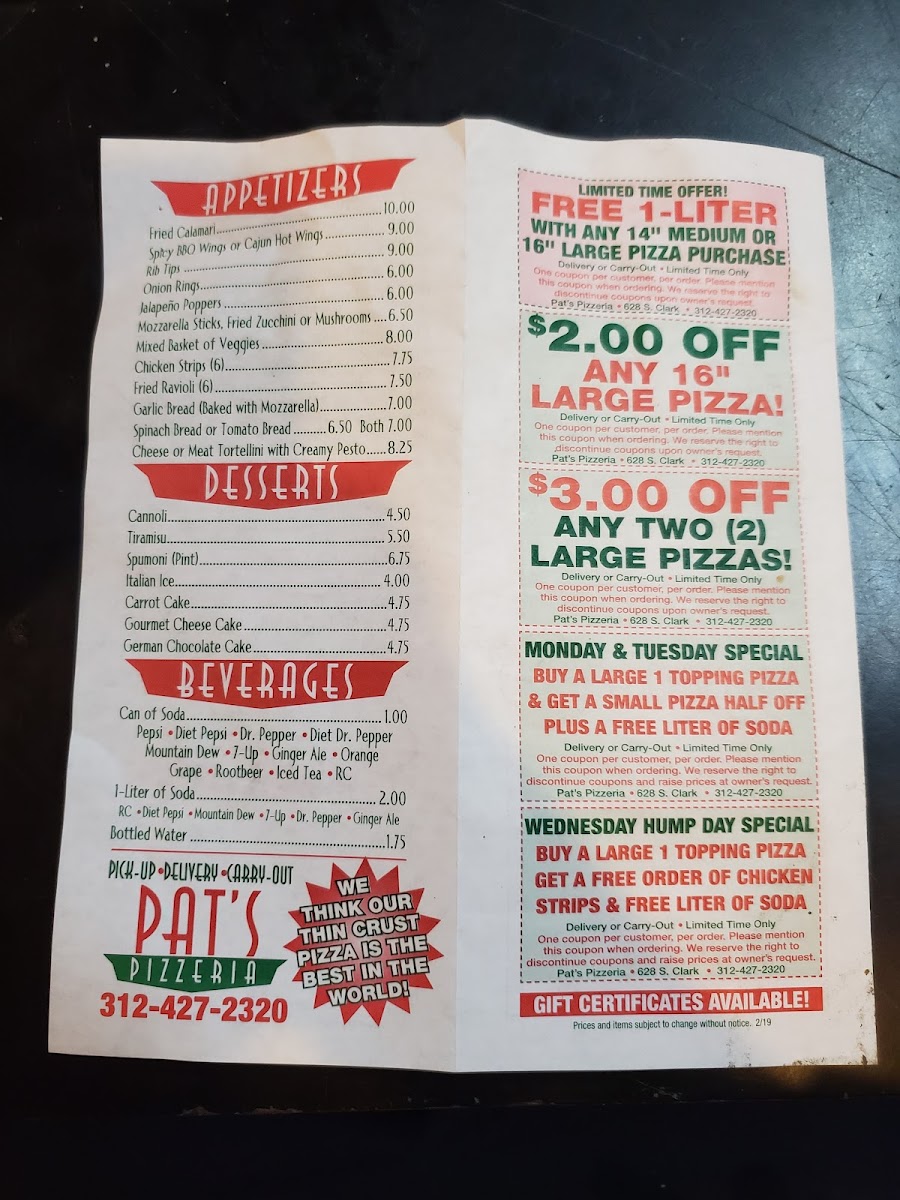 APPETIZERS
Fried Calamari..........10.00
Spicy BBQ Wings or Cajun Hot Wings..........9.00
Rib Tips..........9.00
Onion Rings..........6.00
Jalapeño Poppers..........6.00
Mozzarella Sticks, Fried Zucchini or Mushrooms....6.50
Mixed Basket of Veggies..........8.00
Chicken Strips (6)..........7.75
Fried Ravioli (6)..........7.50
Garlic Bread (Baked with Mozzarella)..........7.00
Spinach Bread or Tomato Bread.........6.50 Both 7.00
Cheese or Meat Tortellini with Creamy Pesto......8.25
DESSERTS
Cannoli..........4.50
Tiramisu..........5.50
Spumoni (Pint)..........6.75
Italian Ice..........4.00
Carrot Cake..........4.75
Gourmet Cheese Cake..........4.75
German Chocolate Cake..........4.75
BEVERAGES
Can of Soda..........1.00
Pepsi • Diet Pepsi • Dr. Pepper • Diet Dr. Pepper
Mountain Dew • 7-Up • Ginger Ale • Orange
Grape • Rootbeer • Iced Tea • RC
1-Liter of Soda..........2.00
RC • Diet Pepsi • Mountain Dew • 7-Up • Dr. Pepper • Ginger Ale
Bottled Water..........1.75
PICK-UP • DELIVERY • CARRY-OUT
PAT'S
PIZZERIA
312-427-2320
WE
THINK OUR
THIN CRUST
PIZZA IS THE
BEST IN THE
WORLD!
LIMITED TIME OFFER!
FREE 1-LITER
WITH ANY 14" MEDIUM OR
16" LARGE PIZZA PURCHASE
Delivery or Carry-Out • Limited Time Only
One coupon per customer, per order. Please mention
this coupon when ordering. We reserve the right to
discontinue coupons upon owner's request.
Pat's Pizzeria • 628 S. Clark • 312-427-2320
$2.00 OFF
ANY 16"
LARGE PIZZA!
Delivery or Carry-Out • Limited Time Only
One coupon per customer, per order. Please mention
this coupon when ordering. We reserve the right to
discontinue coupons upon owner's request.
Pat's Pizzeria • 628 S. Clark • 312-427-2320
$3.00 OFF
ANY TWO (2)
LARGE PIZZAS!
Delivery or Carry-Out • Limited Time Only
One coupon per customer, per order. Please mention
this coupon when ordering. We reserve the right to
discontinue coupons upon owner's request.
Pat's Pizzeria • 628 S. Clark • 312-427-2320
MONDAY & TUESDAY SPECIAL
BUY A LARGE 1 TOPPING PIZZA
& GET A SMALL PIZZA HALF OFF
PLUS A FREE LITER OF SODA
Delivery or Carry-Out • Limited Time Only
One coupon per customer, per order. Please mention
this coupon when ordering. We reserve the right to
discontinue coupons and raise prices at owner's request.
Pat's Pizzeria • 628 S. Clark • 312-427-2320
WEDNESDAY HUMP DAY SPECIAL
BUY A LARGE 1 TOPPING PIZZA
GET A FREE ORDER OF CHICKEN
STRIPS & FREE LITER OF SODA
Delivery or Carry-Out • Limited Time Only
One coupon per customer, per order. Please mention
this coupon when ordering. We reserve the right to
discontinue coupons and raise prices at owner's request.
Pat's Pizzeria • 628 S. Clark • 312-427-2320
GIFT CERTIFICATES AVAILABLE!
Prices and items subject to change without notice. 2/19